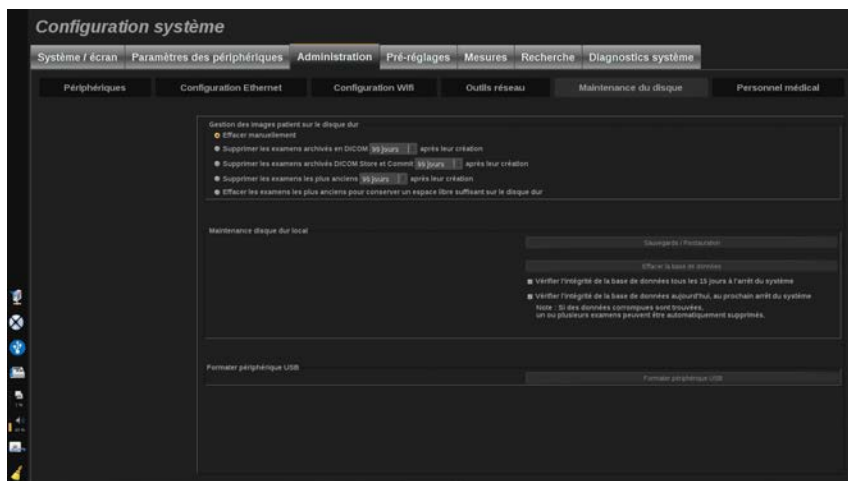 Configuration système
Système / écran Paramètres des périphériques Administration Pré-réglages Mesures Recherche Diagnostics système
Périphériques Configuration Ethernet Configuration Wifi Outils réseau Maintenance du disque Personnel médical
Gestion des images patient sur le disque dur
Effacer manuellement
Supprimer les examens archivés en DICOM 99 jours après leur création
Supprimer les examens archivés DICOM Store et Commit 99 jours après leur création
Supprimer les examens les plus anciens 99 jours après leur création
Effacer les examens les plus anciens pour conserver un espace libre suffisant sur le disque dur
Maintenance disque dur local
Sauvegarde / Restauration
Effacer la base de données
Vérifier l'intégrité de la base de données tous les 15 jours à l'arrêt du système
Vérifier l'intégrité de la base de données aujourd'hui, au prochain arrêt du système
Note : Si des données corrompues sont trouvées,
un ou plusieurs examens peuvent être automatiquement supprimés.
Formater périphérique USB
Formater périphérique USB